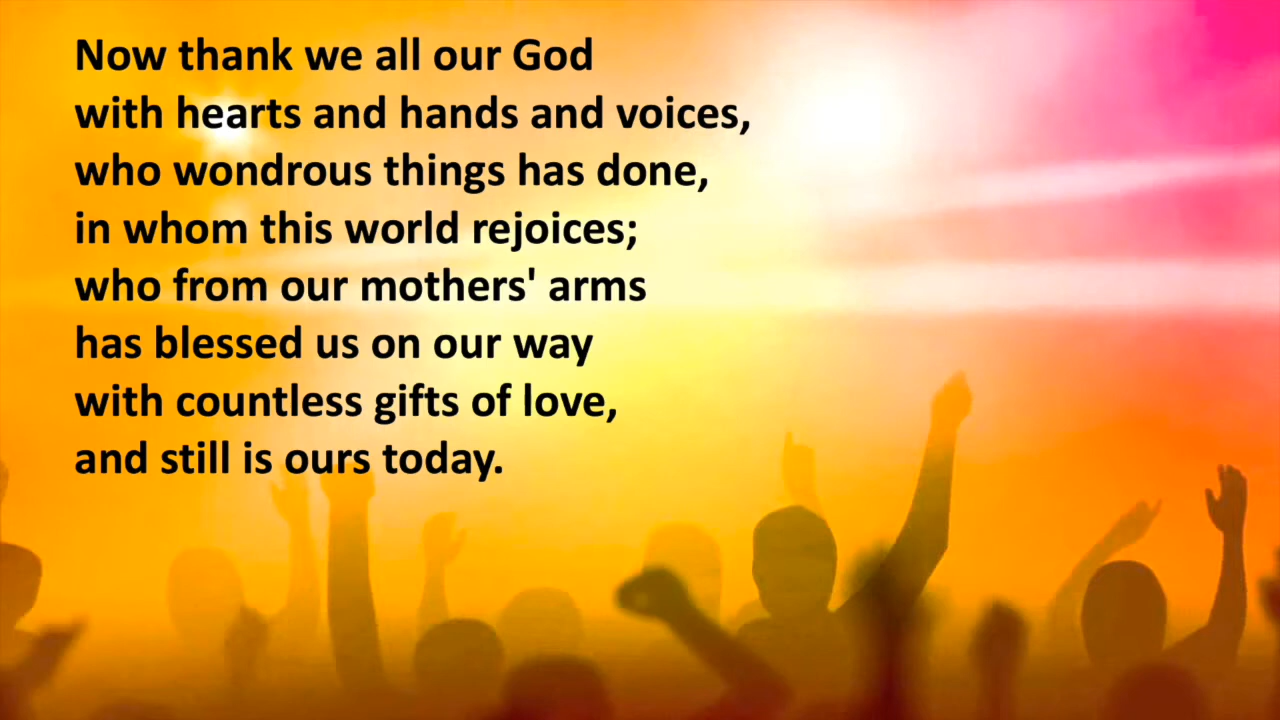 Now thank we all our God
with hearts and hands and voices,
who wondrous things has done,
in whom this world rejoices;
who from our mothers' arms
has blessed us on our way
with countless gifts of love,
and still is ours today.